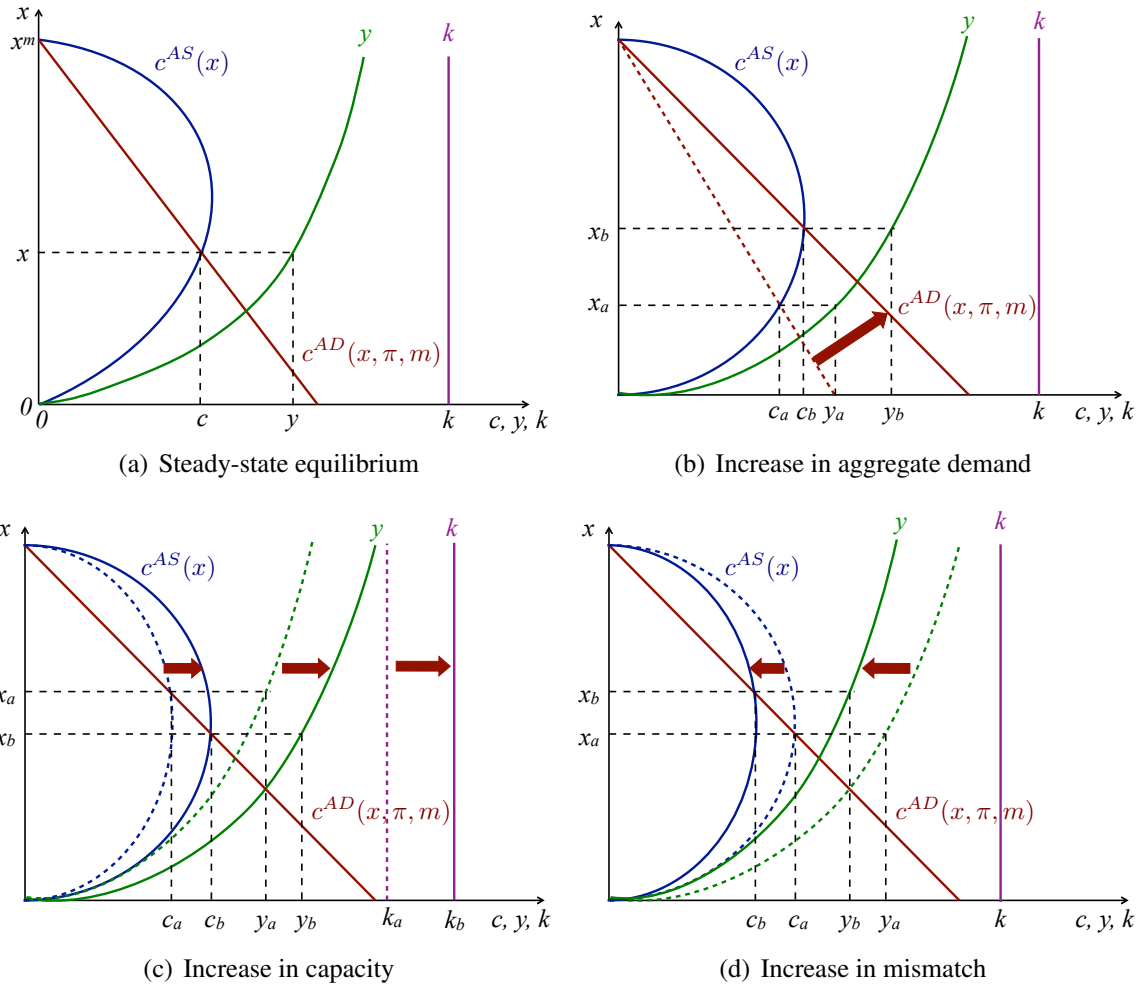 x
x^m
c^{AS}(x)
y
k
x
c^{AD}(x, π, m)
0
0
c
y
k
c, y, k
(a) Steady-state equilibrium
x
c^{AS}(x)
y
k
x_b
x_a
c^{AD}(x, π, m)
c_a
c_b
y_a
y_b
k
c, y, k
(b) Increase in aggregate demand
x
c^{AS}(x)
y
k
x_a
x_b
c^{AD}(x, π, m)
c_a
c_b
y_a
y_b
k_a
k_b
c, y, k
(c) Increase in capacity
x
c^{AS}(x)
y
k
x_b
x_a
c^{AD}(x, π, m)
c_b
c_a
y_b
y_a
k
c, y, k
(d) Increase in mismatch